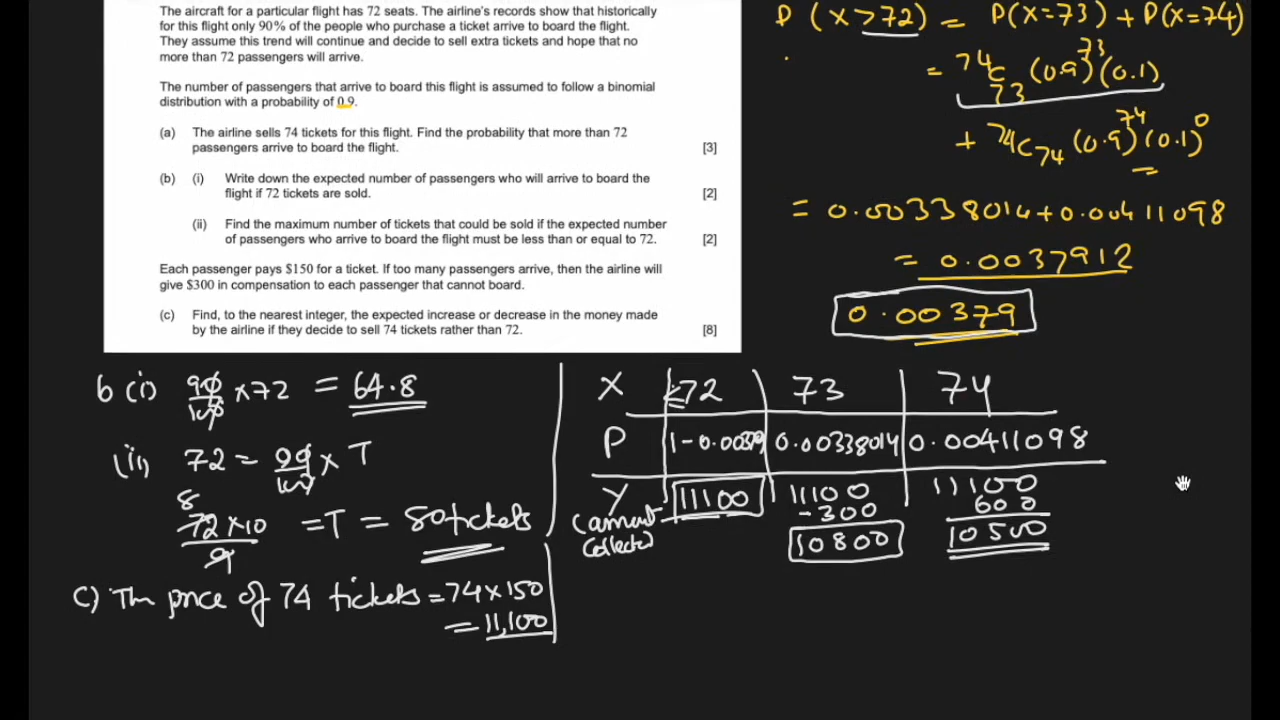 The aircraft for a particular flight has 72 seats. The airline's records show that historically
for this flight only 90% of the people who purchase a ticket arrive to board the flight.
They assume this trend will continue and decide to sell extra tickets and hope that no
more than 72 passengers will arrive.
The number of passengers that arrive to board this flight is assumed to follow a binomial
distribution with a probability of 0.9.
(a) The airline sells 74 tickets for this flight. Find the probability that more than 72
passengers arrive to board the flight. [3]
(b) (i) Write down the expected number of passengers who will arrive to board the
flight if 72 tickets are sold. [2]
(ii) Find the maximum number of tickets that could be sold if the expected number
of passengers who arrive to board the flight must be less than or equal to 72. [2]
Each passenger pays $150 for a ticket. If too many passengers arrive, then the airline will
give $300 in compensation to each passenger that cannot board.
(c) Find, to the nearest integer, the expected increase or decrease in the money made
by the airline if they decide to sell 74 tickets rather than 72. [8]
P(X>72) = P(X=73) + P(X=74)
= 74C73 (0.9)^73 (0.1)
+ 74C74 (0.9)^74 (0.1)^0
= 0.00338014+0.00411098
= 0.0037912
0.00379
b (i) 90/100 ×72 = 64.8
(ii) 72 = 90/100 × T
8
72×10/9 = T = 80 tickets
c) The price of 74 tickets = 74×150
= 11,100
X ≤72 73 74
P 1-0.00379 0.00338014 0.00411098
Y 11100 11100 11100
(amount -300 600
collected) 10800 10500